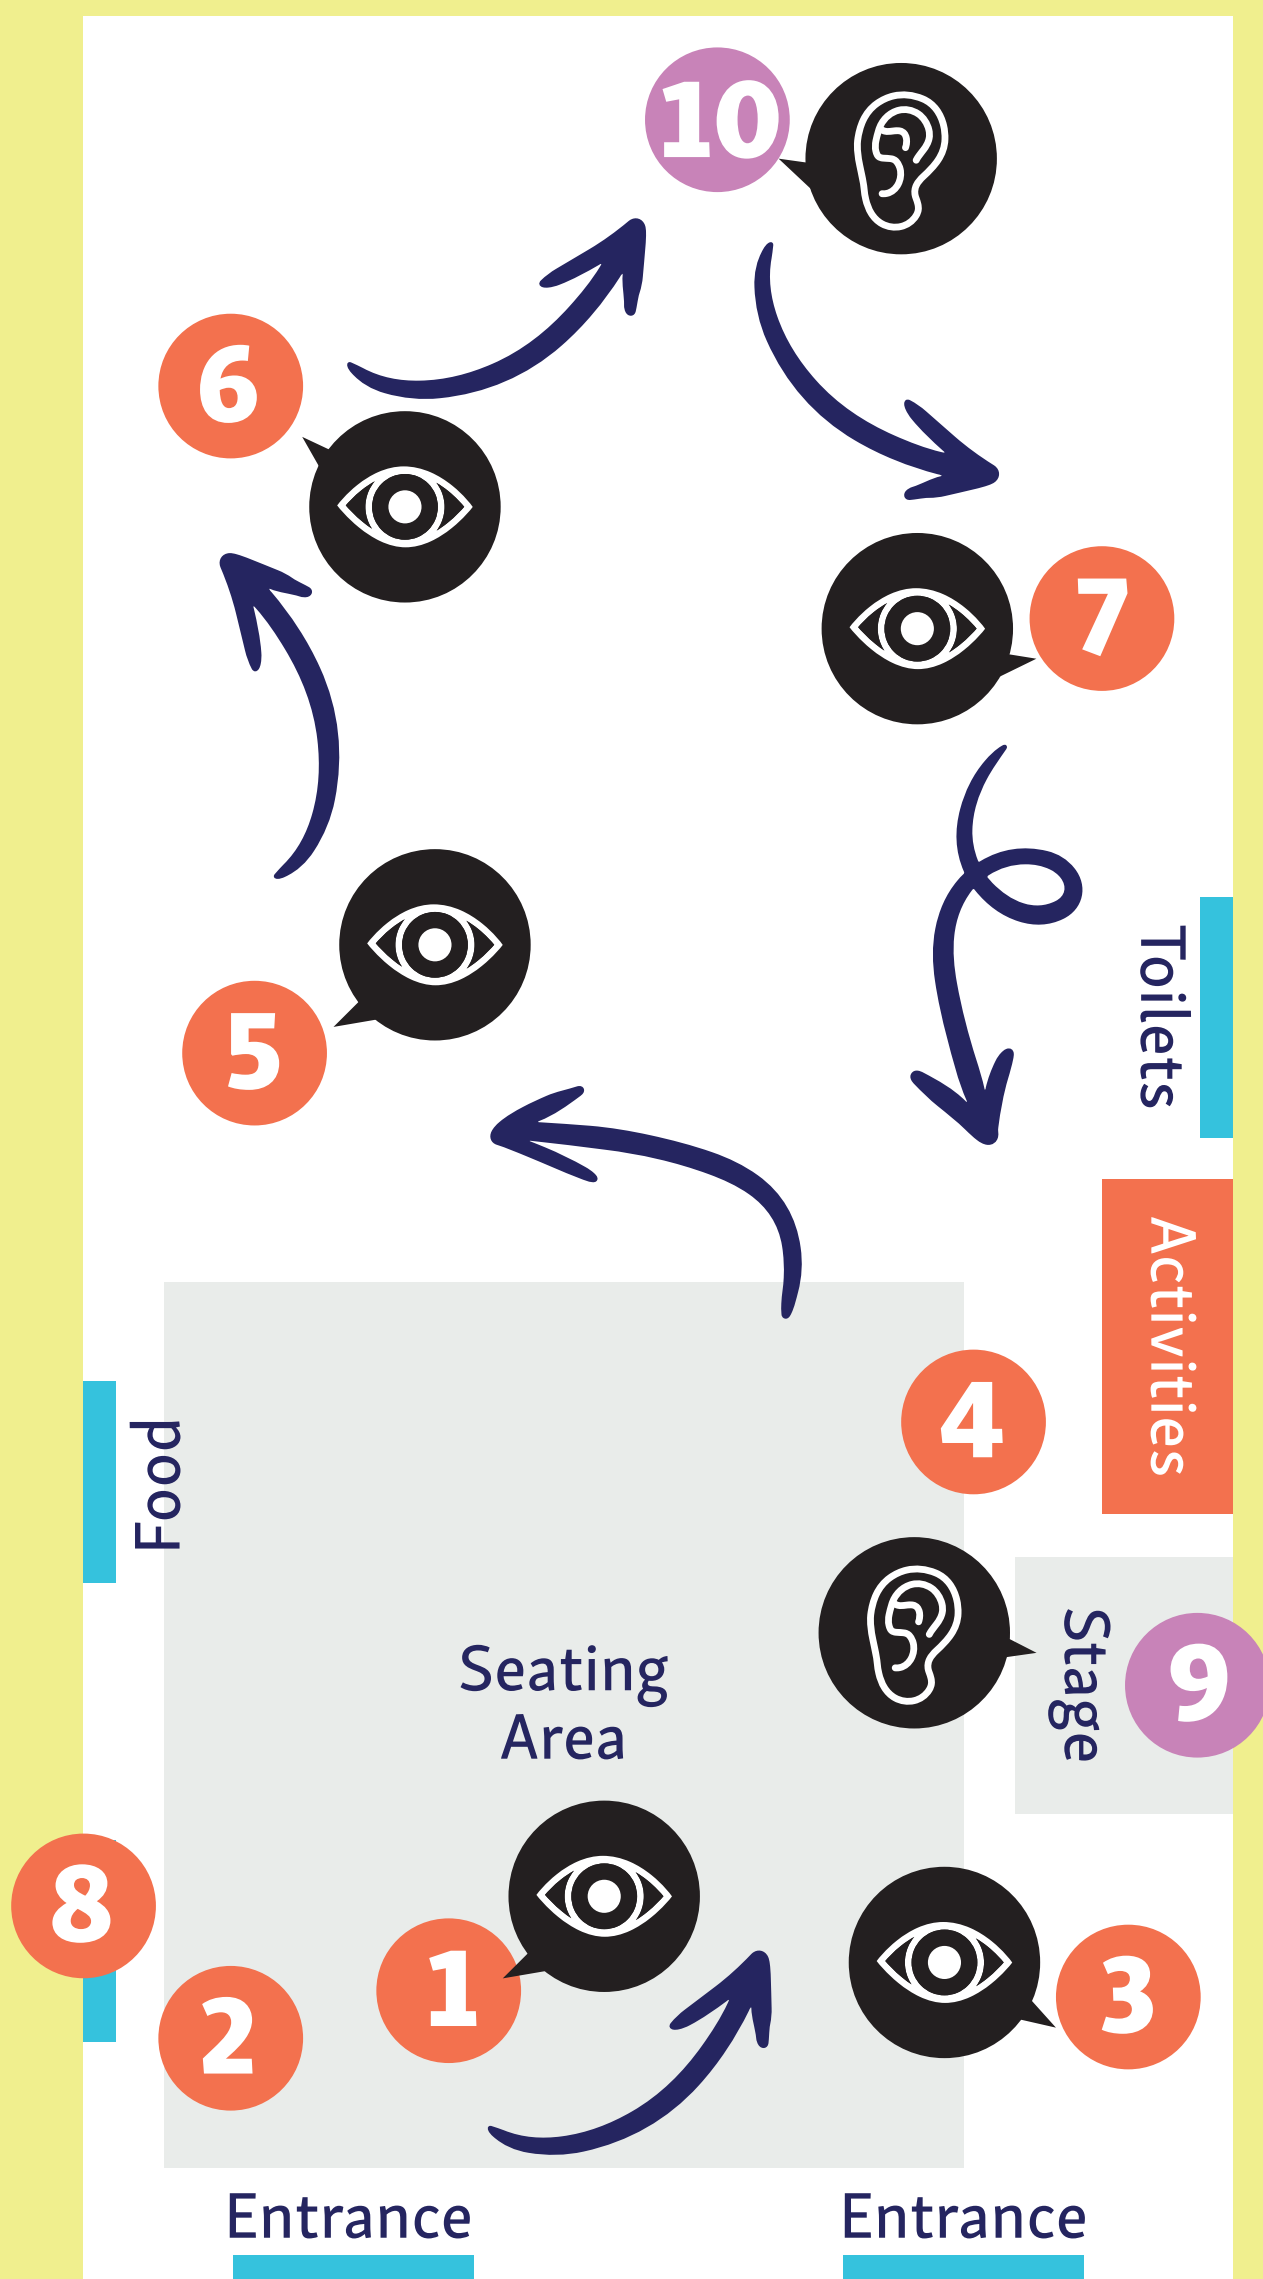 10
6
7
5
Toilets
Activities
4
Food
Stage
9
Seating
Area
8
1
3
2
Entrance
Entrance